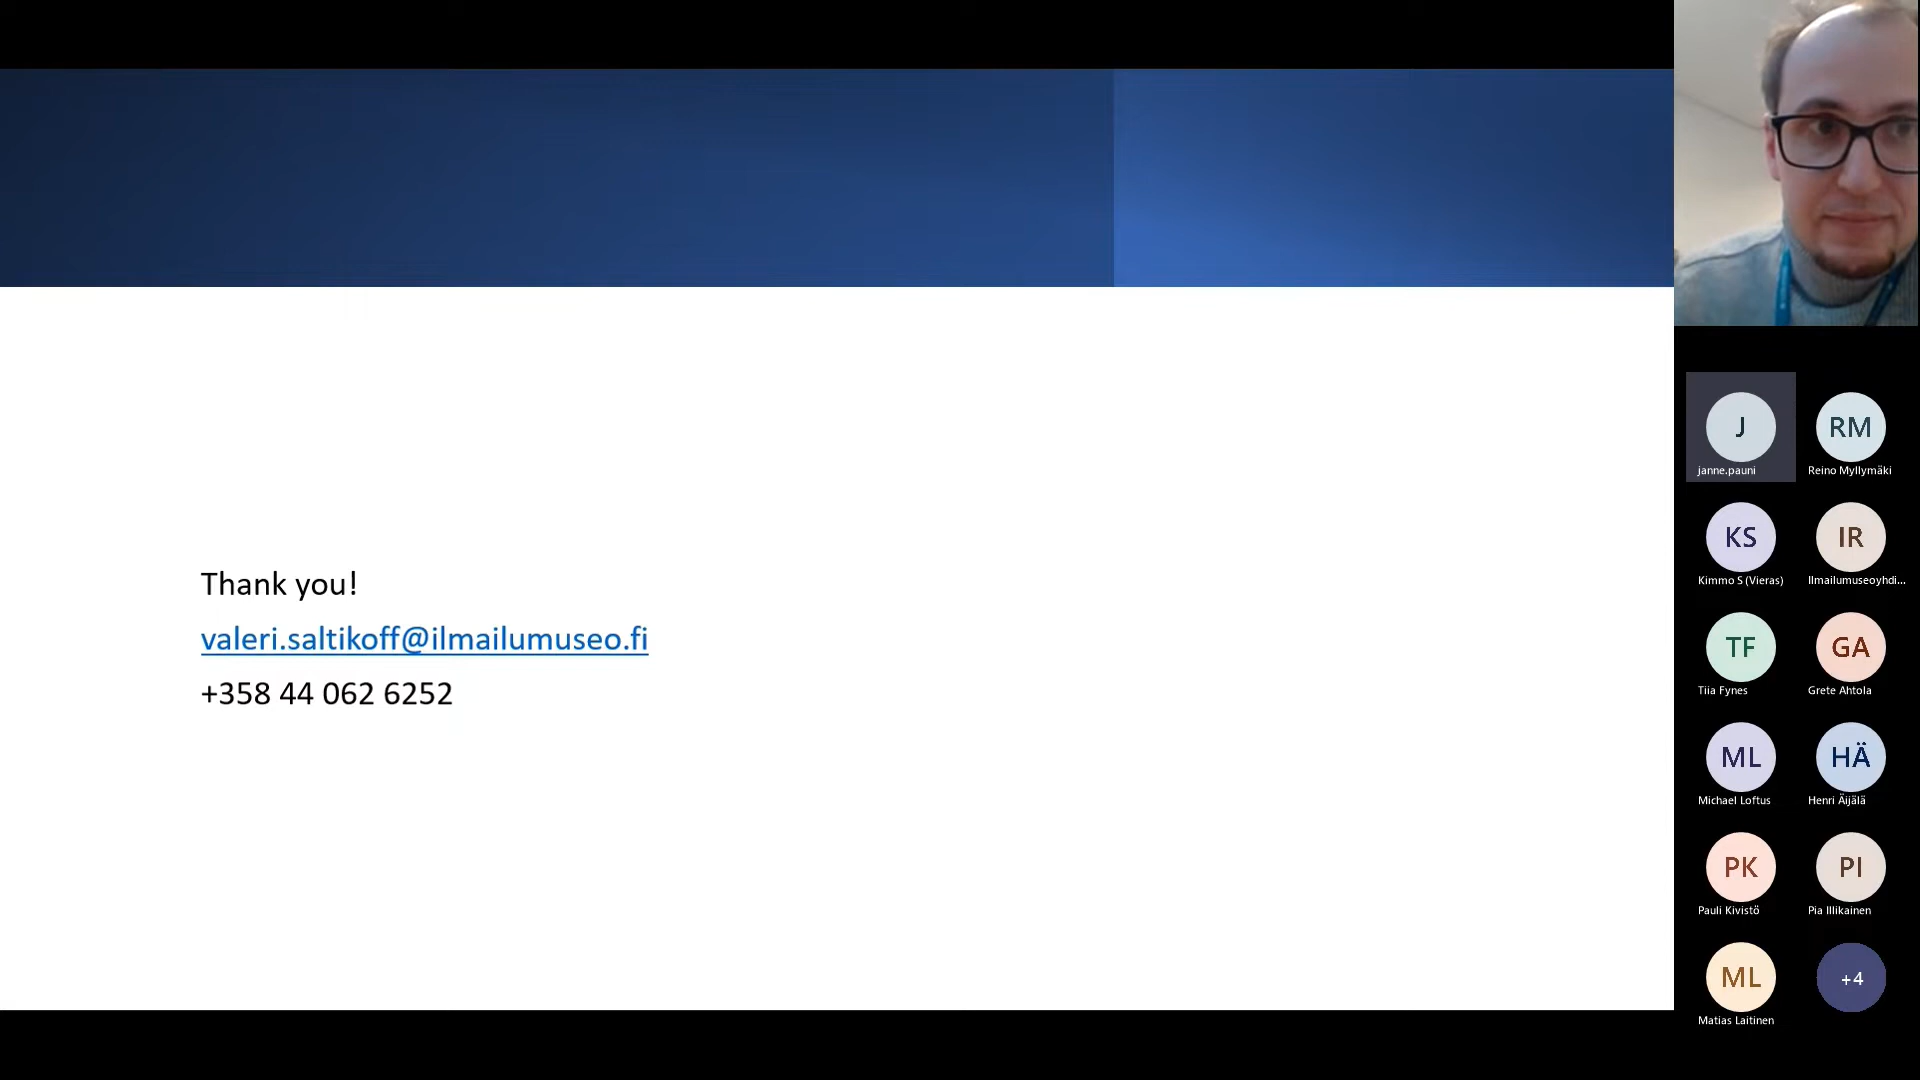 Thank you!
valeri.saltikoff@ilmailumuseo.fi
+358 44 062 6252
J
janne.pauni
RM
Reino Myllymäki
KS
Kimmo S (Vieras)
IR
Ilmailumuseoyhdi...
TF
Tiia Fynes
GA
Grete Ahtola
ML
Michael Loftus
HÄ
Henri Äijälä
PK
Pauli Kivistö
PI
Pia Illikainen
ML
Matias Laitinen
+4